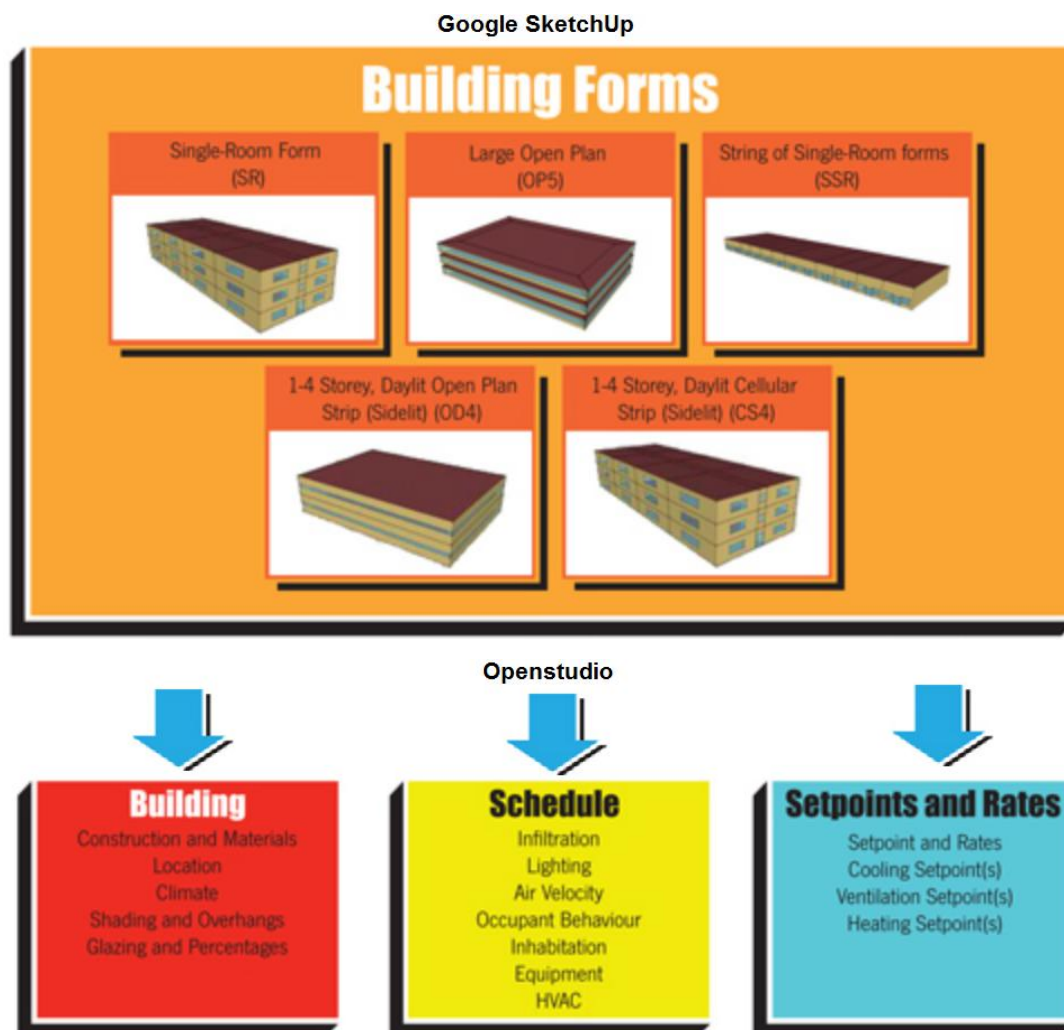 Google SketchUp
Building Forms
Single-Room Form
(SR)
Large Open Plan
(OP5)
String of Single-Room forms
(SSR)
1-4 Storey, Daylit Open Plan
Strip (Sidelit) (OD4)
1-4 Storey, Daylit Cellular
Strip (Sidelit) (CS4)
Openstudio
Building
Construction and Materials
Location
Climate
Shading and Overhangs
Glazing and Percentages
Schedule
Infiltration
Lighting
Air Velocity
Occupant Behaviour
Inhabitation
Equipment
HVAC
Setpoints and Rates
Setpoint and Rates
Cooling Setpoint(s)
Ventilation Setpoint(s)
Heating Setpoint(s)